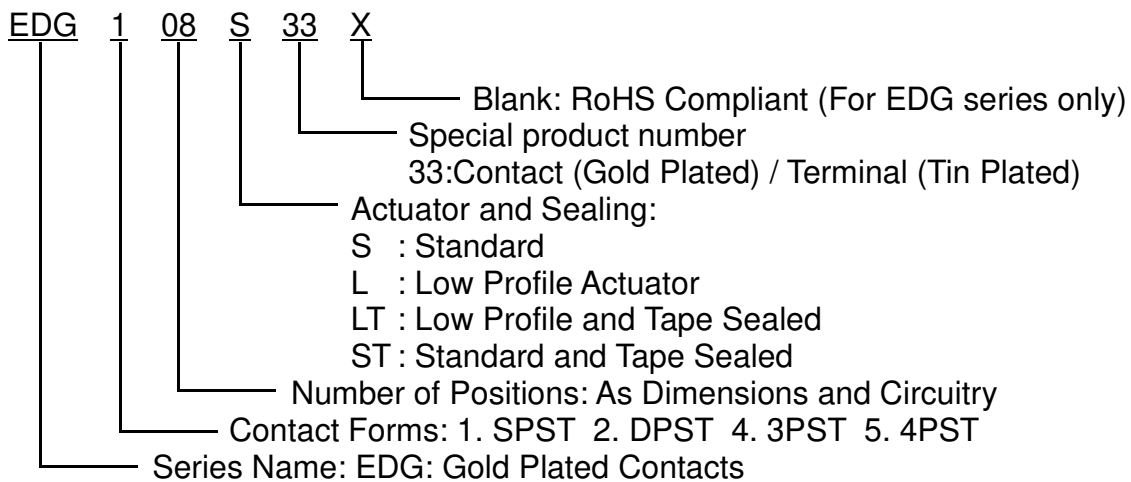 EDG 1 08 S 33 X
Blank: RoHS Compliant (For EDG series only)
Special product number
33:Contact (Gold Plated) / Terminal (Tin Plated)
Actuator and Sealing:
S : Standard
L : Low Profile Actuator
LT : Low Profile and Tape Sealed
ST : Standard and Tape Sealed
Number of Positions: As Dimensions and Circuitry
Contact Forms: 1. SPST 2. DPST 4. 3PST 5. 4PST
Series Name: EDG: Gold Plated Contacts